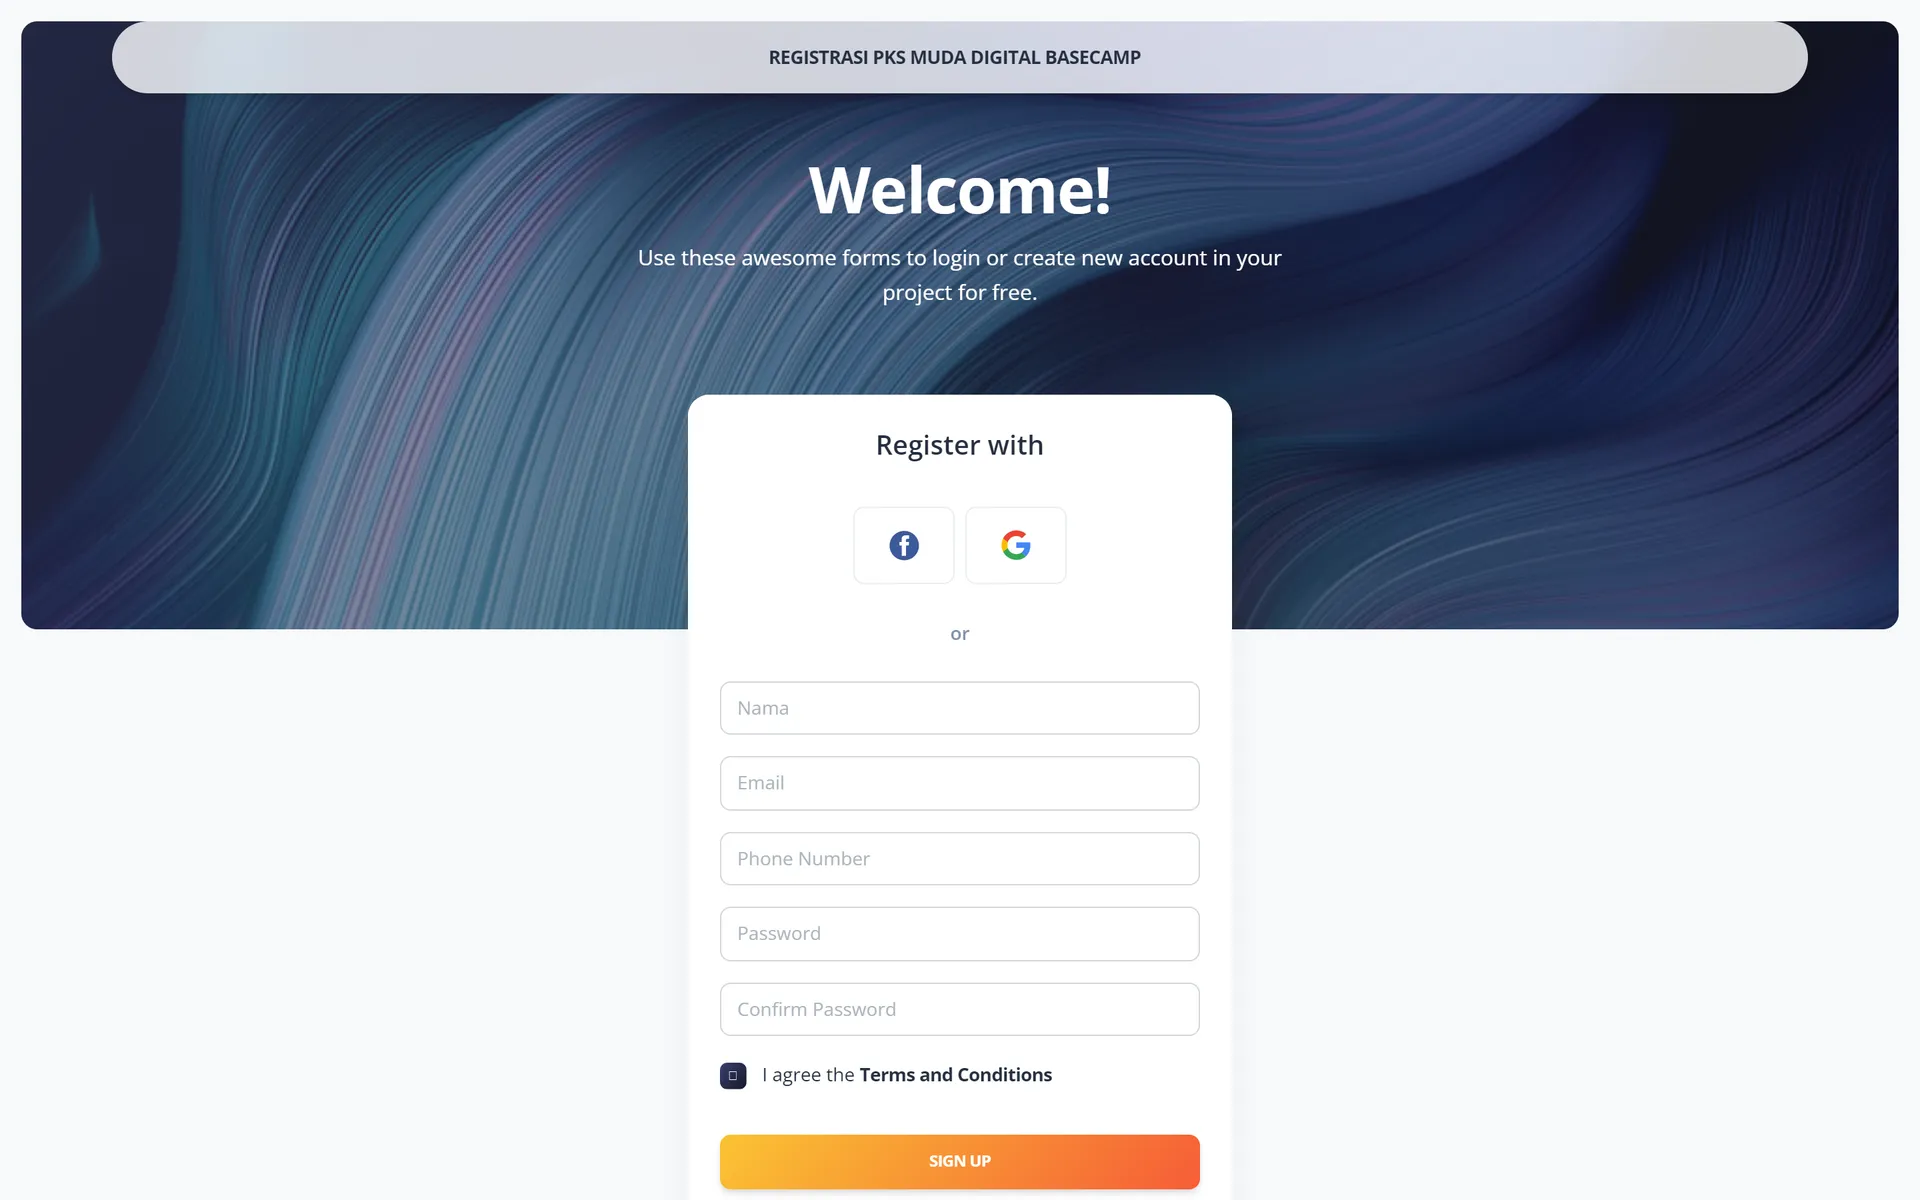 REGISTRASI PKS MUDA DIGITAL BASECAMP
Welcome!
Use these awesome forms to login or create new account in your
project for free.
Register with
or
Nama
Email
Phone Number
Password
Confirm Password
I agree the Terms and Conditions
SIGN UP